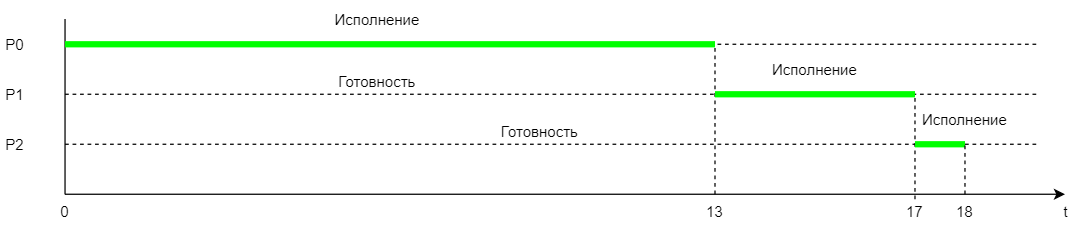 Исполнение
P0
Исполнение
Готовность
P1
Исполнение
Готовность
P2
0 13 17 18 t